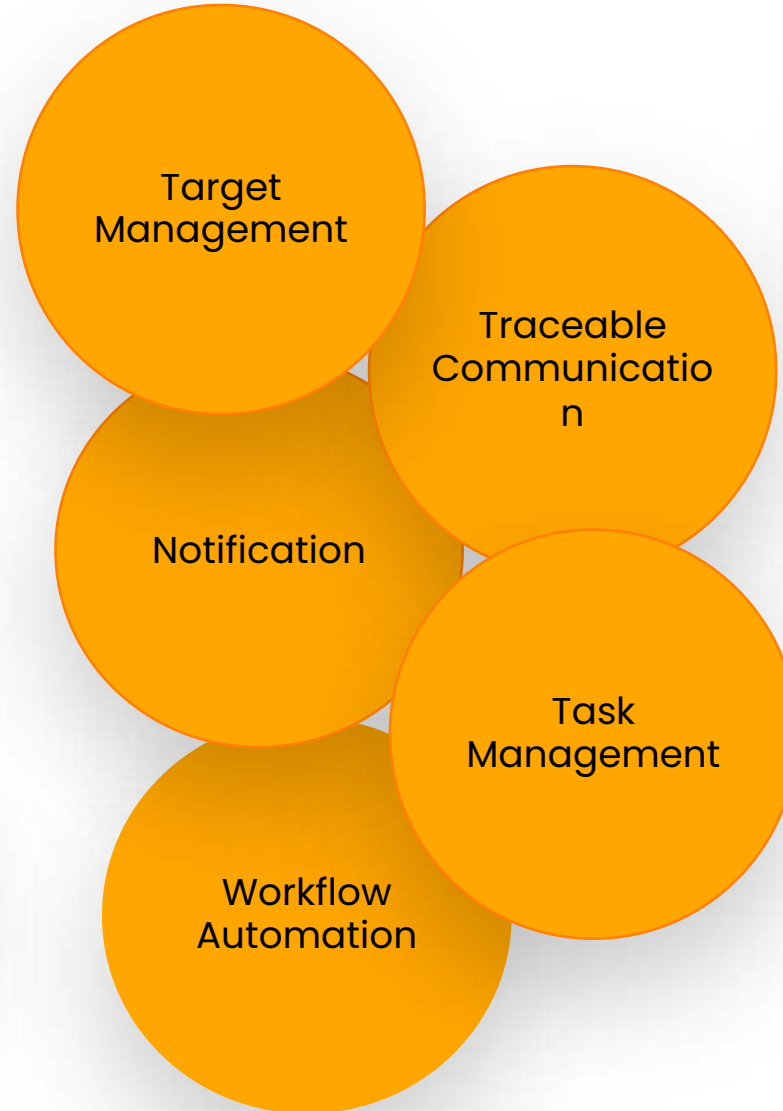 Target
Management
Traceable
Communicatio
n
Notification
Task
Management
Workflow
Automation